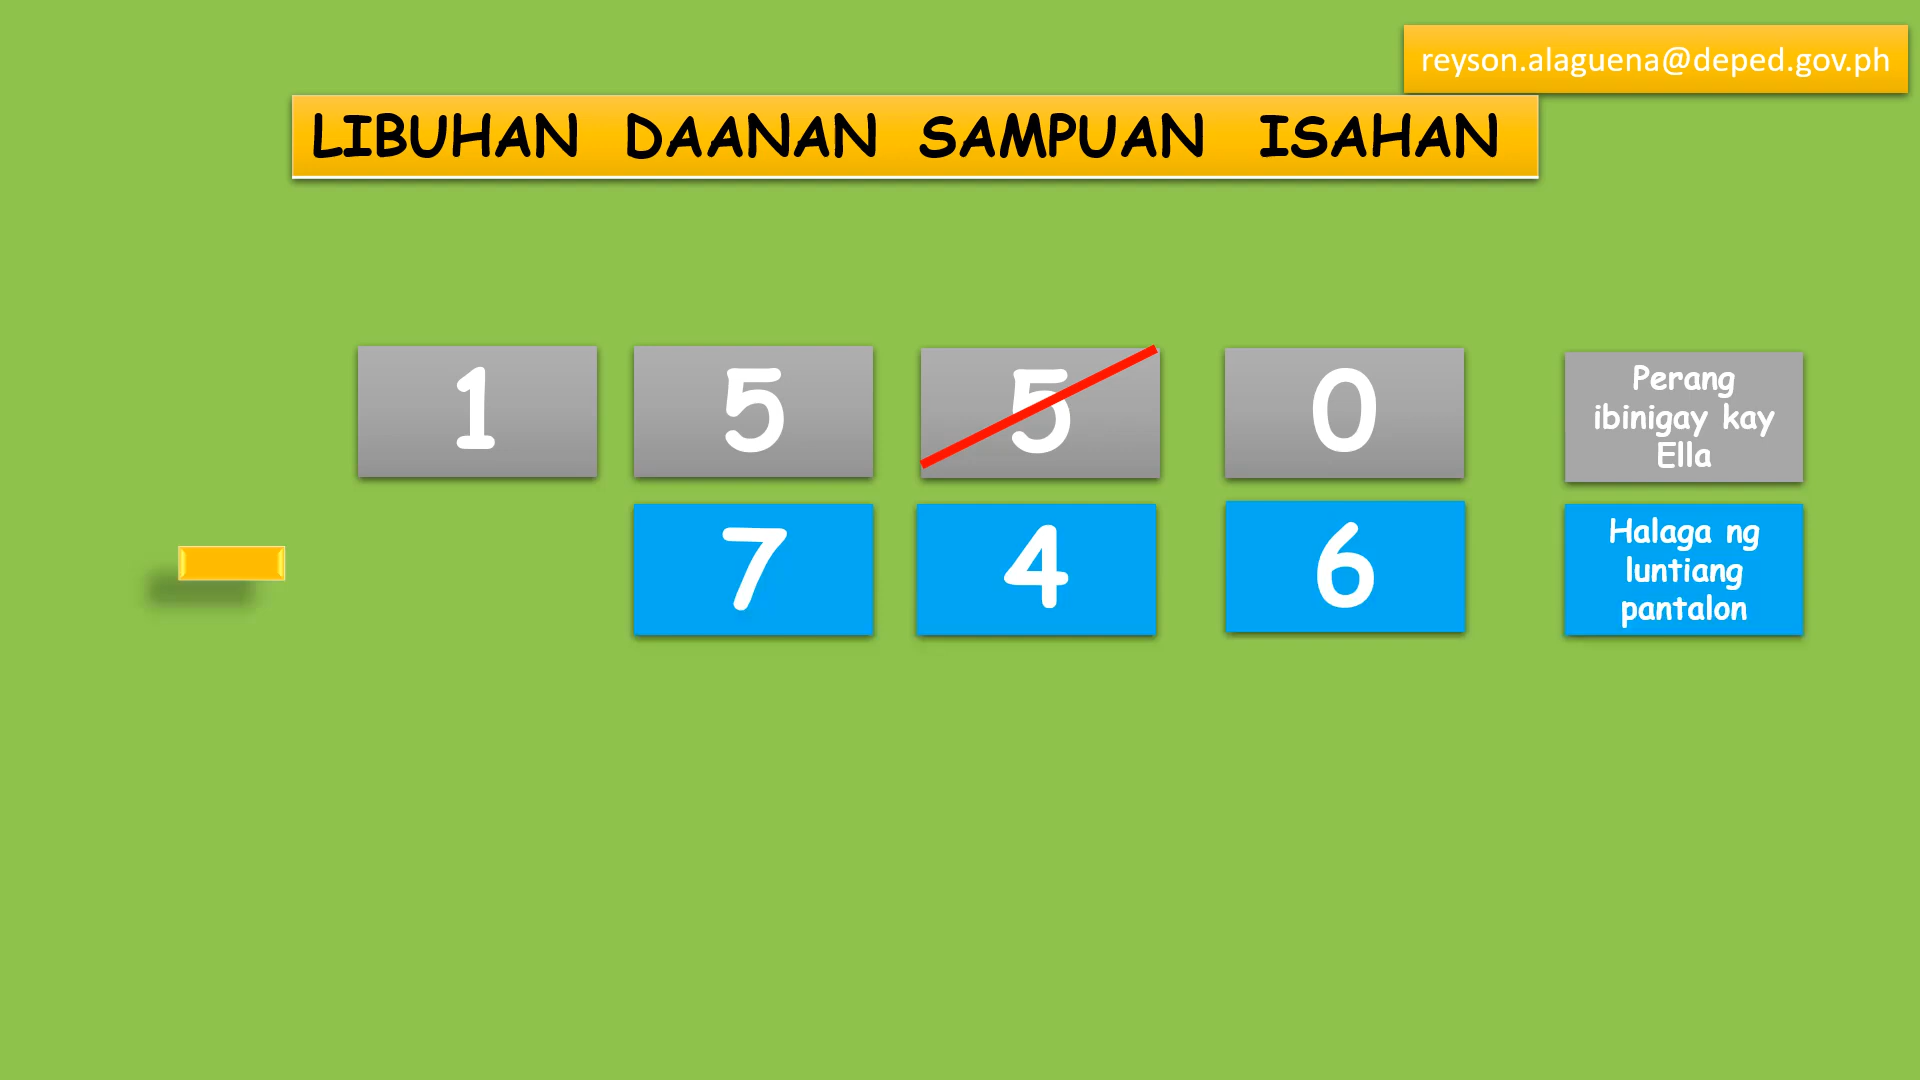 reyson.alaguena@deped.gov.ph
LIBUHAN DAANAN SAMPUAN ISAHAN
1 5 5 0
Perang
ibinigay kay
Ella
7 4 6
Halaga ng
luntiang
pantalon